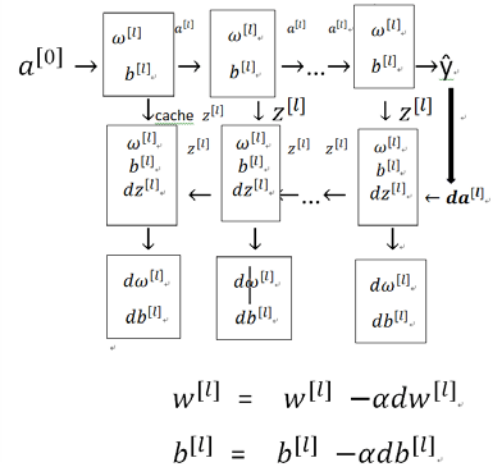 ω^[l] a^[l] ω^[l] a^[l] a^[l] ω^[l]
a^[0] → b^[l] → b^[l] → ... → b^[l] → ŷ
↓ cache z^[l] ↓ Z^[l] ↓ Z^[l]
ω^[l] z^[l] ω^[l] z^[l] z^[l] ω^[l]
b^[l] b^[l] b^[l]
dz^[l] ← dz^[l] ← ... ← dz^[l] ← da^[l]
↓ ↓ ↓
dω^[l] dω^[l] dω^[l]
db^[l] db^[l] db^[l]
w^[l] = w^[l] −αdw^[l]
b^[l] = b^[l] −αdb^[l]